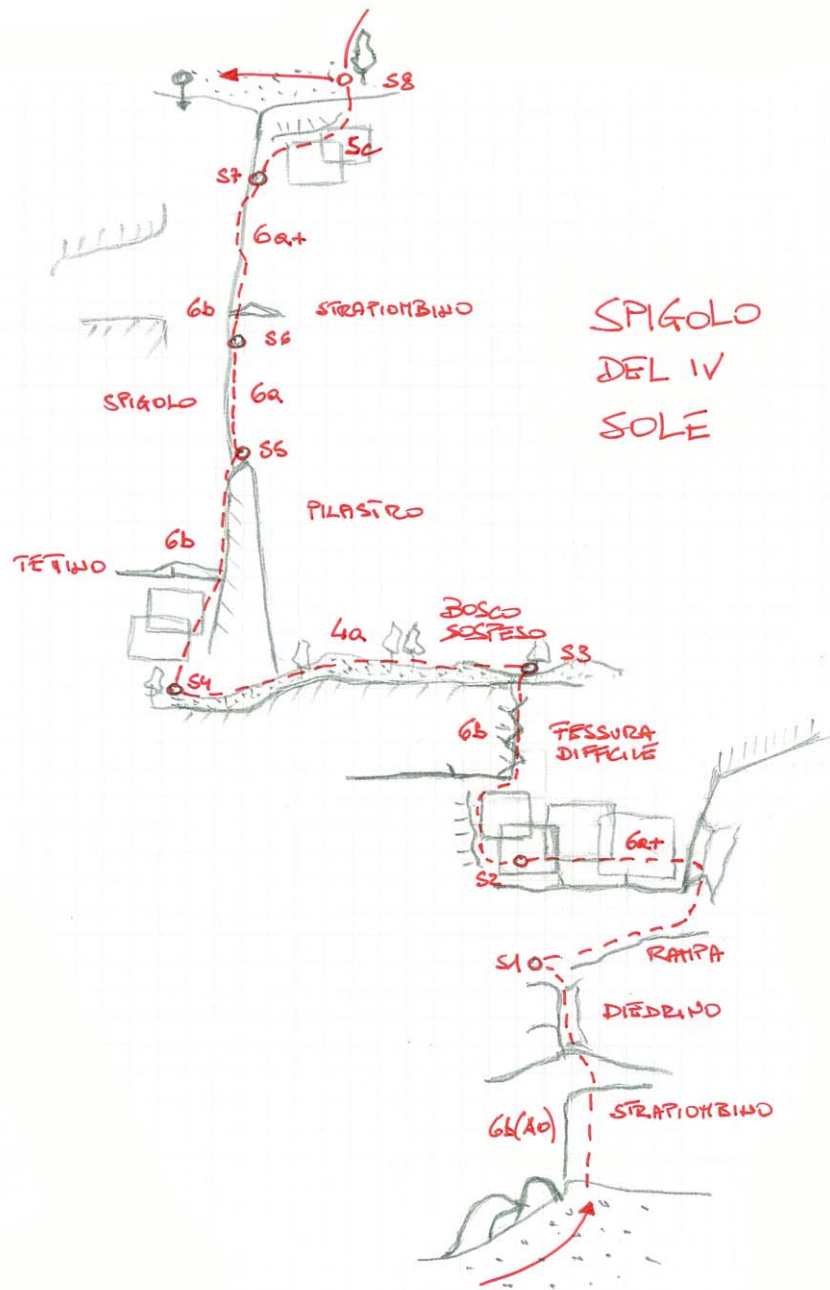 S8
5c
S7
6a+
6b
STRAPIOMBINO
SPIGOLO
DEL IV
SOLE
S6
SPIGOLO
6a
S5
PILASTRO
6b
TETTINO
4a
BOSCO
SOSPESO
S3
S4
6b
FESSURA
DIFFICILE
6a+
S2
S1
RAMPA
DIEDRINO
6b(A0)
STRAPIOMBINO